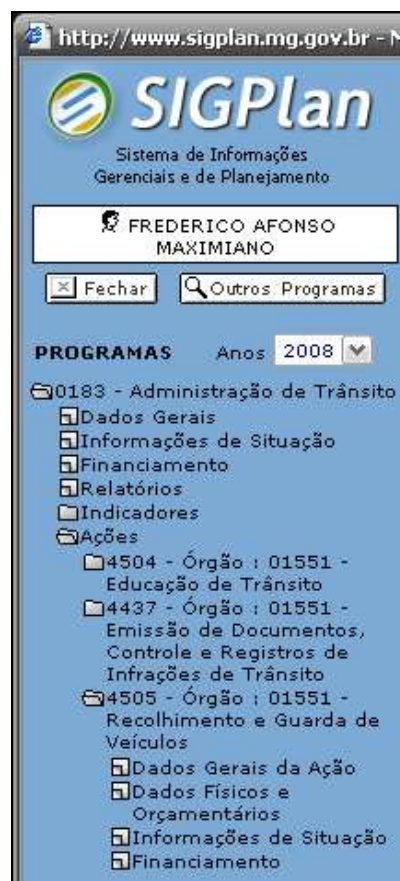 http://www.sigplan.mg.gov.br - M
SIGPlan
Sistema de Informações
Gerenciais e de Planejamento
FREDERICO AFONSO
MAXIMIANO
Fechar Outros Programas
PROGRAMAS Anos 2008
0183 - Administração de Trânsito
Dados Gerais
Informações de Situação
Financiamento
Relatórios
Indicadores
Ações
4504 - Órgão : 01551 -
Educação de Trânsito
4437 - Órgão : 01551 -
Emissão de Documentos,
Controle e Registros de
Infrações de Trânsito
4505 - Órgão : 01551 -
Recolhimento e Guarda de
Veículos
Dados Gerais da Ação
Dados Físicos e
Orçamentários
Informações de Situação
Financiamento